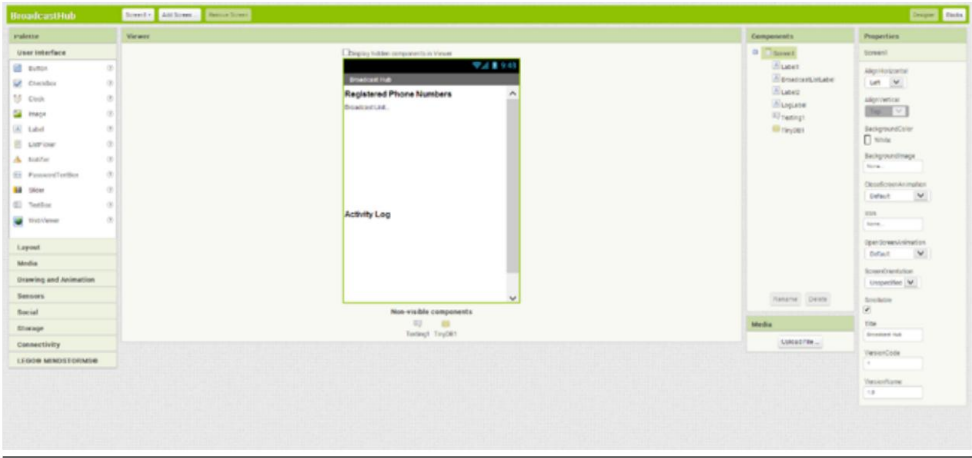 BroadcastHub
Screen1
Add Screen ...
Remove Screen
Designer
Blocks
Palette
User Interface
Button
CheckBox
Clock
Image
Label
ListPicker
Notifier
PasswordTextBox
Slider
TextBox
WebViewer
Layout
Media
Drawing and Animation
Sensors
Social
Storage
Connectivity
LEGO® MINDSTORMS®
Viewer
Display hidden components in Viewer
9:48
Broadcast Hub
Registered Phone Numbers
BroadcastList...
Activity Log
Non-visible components
Texting1 TinyDB1
Components
Screen1
Label1
BroadcastListLabel
Label2
LogLabel
Texting1
TinyDB1
Rename Delete
Media
Upload File ...
Properties
Screen1
AlignHorizontal
Left
AlignVertical
Top
BackgroundColor
White
BackgroundImage
None...
CloseScreenAnimation
Default
Icon
None...
OpenScreenAnimation
Default
ScreenOrientation
Unspecified
Scrollable
Title
Broadcast Hub
VersionCode
VersionName
1.0